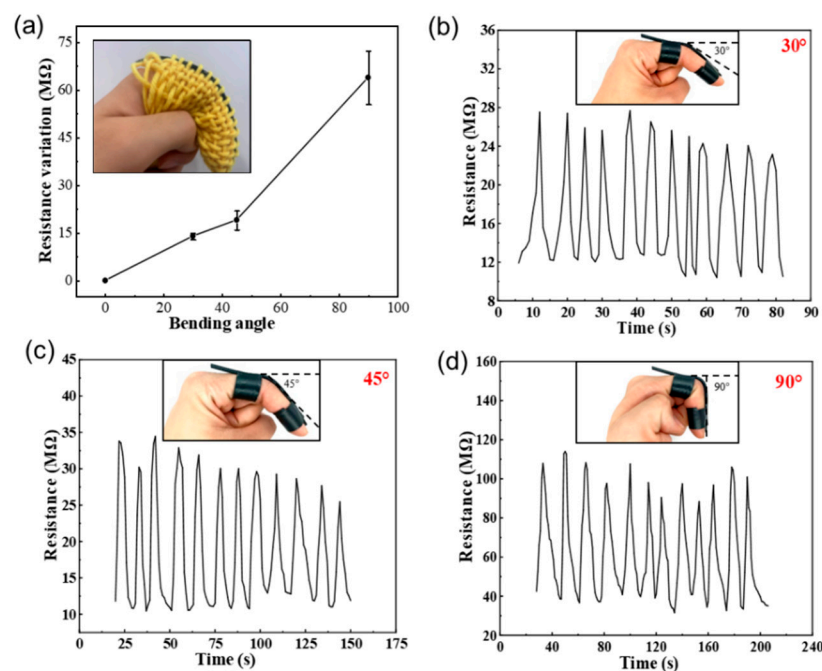 (a)
75
60
45
30
15
0
Resistance variation (MΩ)
0 20 40 60 80 100
Bending angle
(b)
30°
30°
36
32
28
24
20
16
12
8
Resistance (MΩ)
0 10 20 30 40 50 60 70 80 90
Time (s)
(c)
45°
45°
45
40
35
30
25
20
15
10
Resistance (MΩ)
0 25 50 75 100 125 150 175
Time (s)
(d)
90°
90°
160
140
120
100
80
60
40
20
Resistance (MΩ)
0 40 80 120 160 200 240
Time (s)